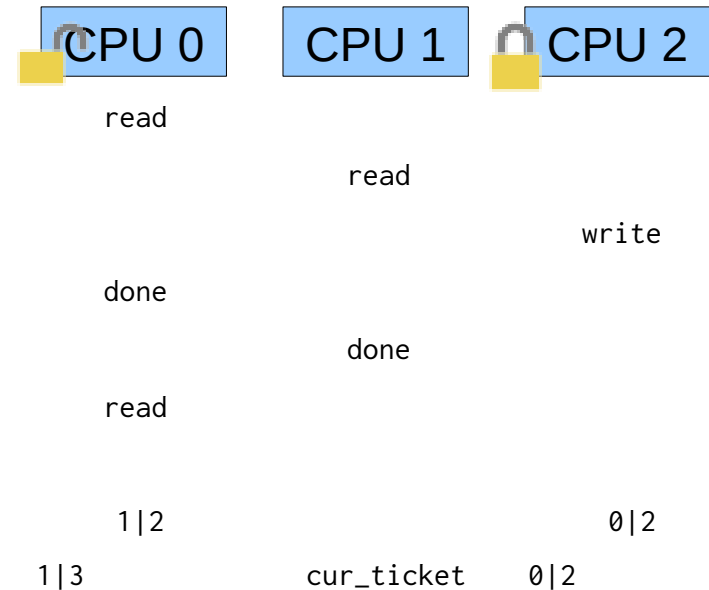 CPU 0 CPU 1 CPU 2
read
read
write
done
done
read
1|2 0|2
1|3 cur_ticket 0|2